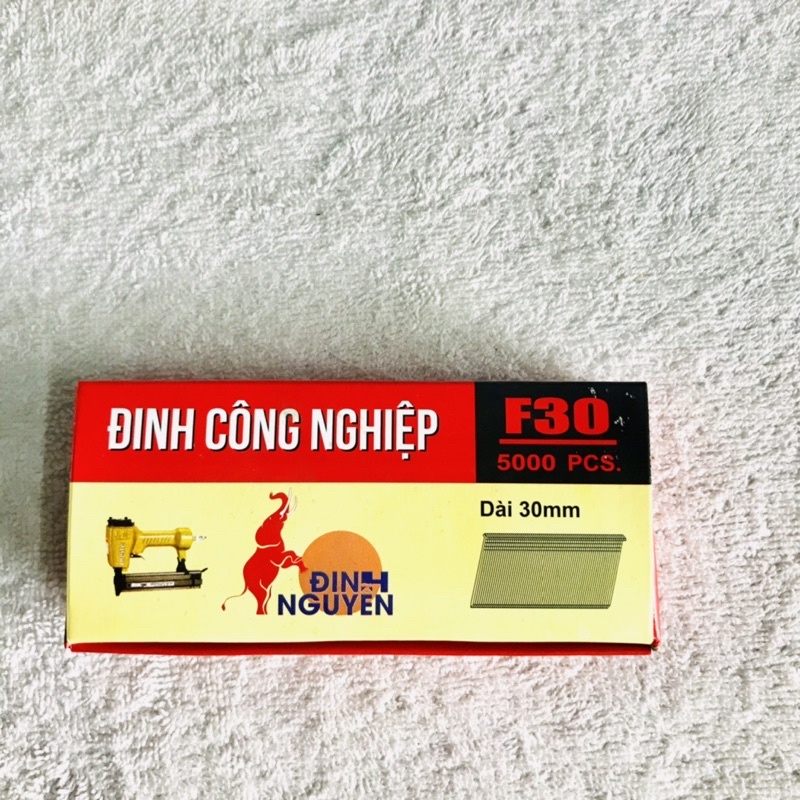 ĐINH CÔNG NGHIỆP
F30
5000 PCS.
Dài 30mm
ĐINH
NGUYÊN